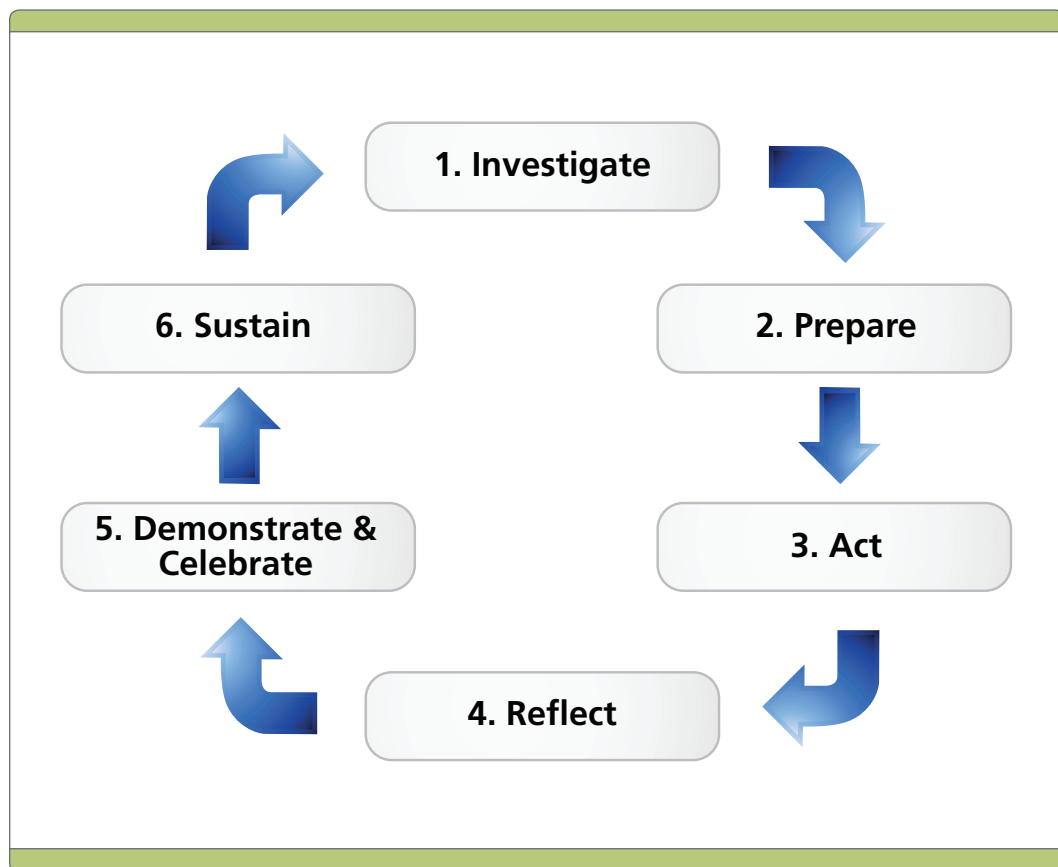 1. Investigate
2. Prepare
3. Act
4. Reflect
5. Demonstrate &
Celebrate
6. Sustain